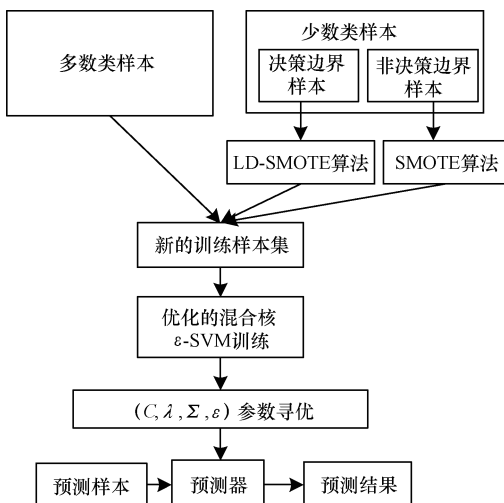 多数类样本
少数类样本
决策边界
样本
非决策边界
样本
LD-SMOTE算法
SMOTE算法
新的训练样本集
优化的混合核
ε-SVM训练
(C, λ, Σ, ε) 参数寻优
预测样本
预测器
预测结果